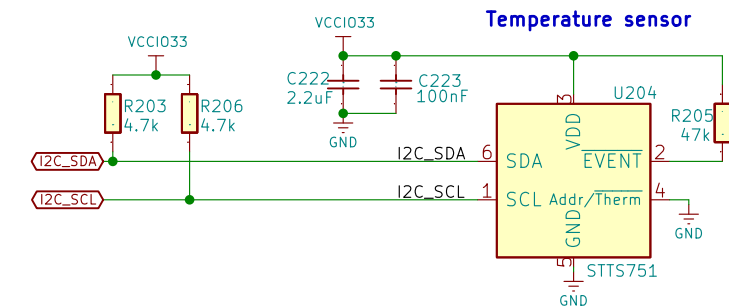 Temperature sensor
VCCIO33
VCCIO33
C222
2.2uF
C223
100nF
U204
R203
4.7k
R206
4.7k
R205
47k
GND
3
VDD
I2C_SDA
I2C_SDA
6
SDA
EVENT
2
I2C_SCL
I2C_SCL
1
SCL
Addr/Therm
4
GND
GND
5
STTS751
GND